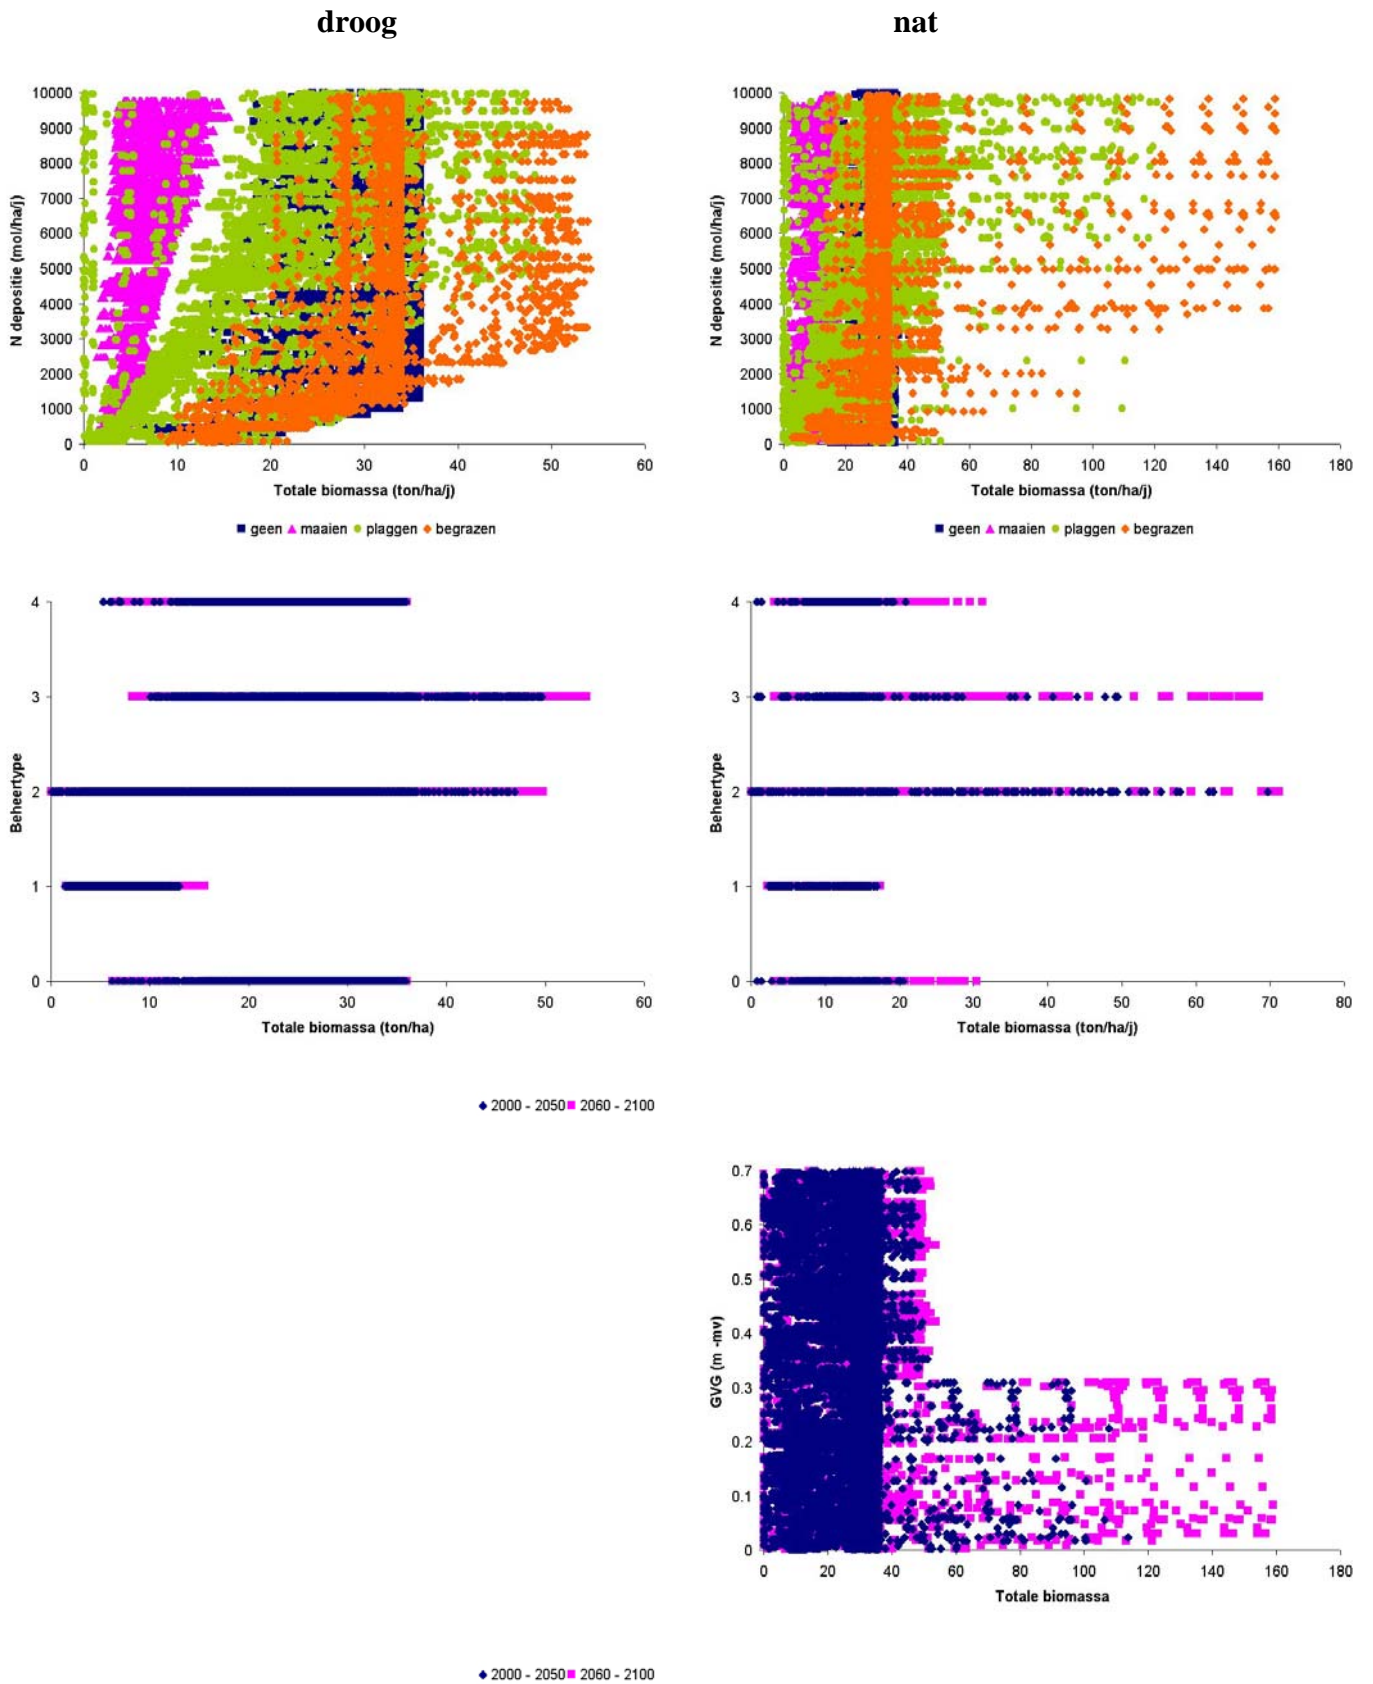 droog
nat
10000
9000
8000
7000
6000
5000
4000
3000
2000
1000
0
N depositie (mol/ha/j)
0 10 20 30 40 50 60
Totale biomassa (ton/ha/j)
geen maaien plaggen begrazen
10000
9000
8000
7000
6000
5000
4000
3000
2000
1000
0
N depositie (mol/ha/j)
0 20 40 60 80 100 120 140 160 180
Totale biomassa (ton/ha/j)
geen maaien plaggen begrazen
4
3
2
1
0
Beheertype
0 10 20 30 40 50 60
Totale biomassa (ton/ha)
2000 - 2050 2060 - 2100
4
3
2
1
0
Beheertype
0 10 20 30 40 50 60 70 80
Totale biomassa (ton/ha/j)
0.7
0.6
0.5
0.4
0.3
0.2
0.1
0
GVG (m -mv)
0 20 40 60 80 100 120 140 160 180
Totale biomassa
2000 - 2050 2060 - 2100